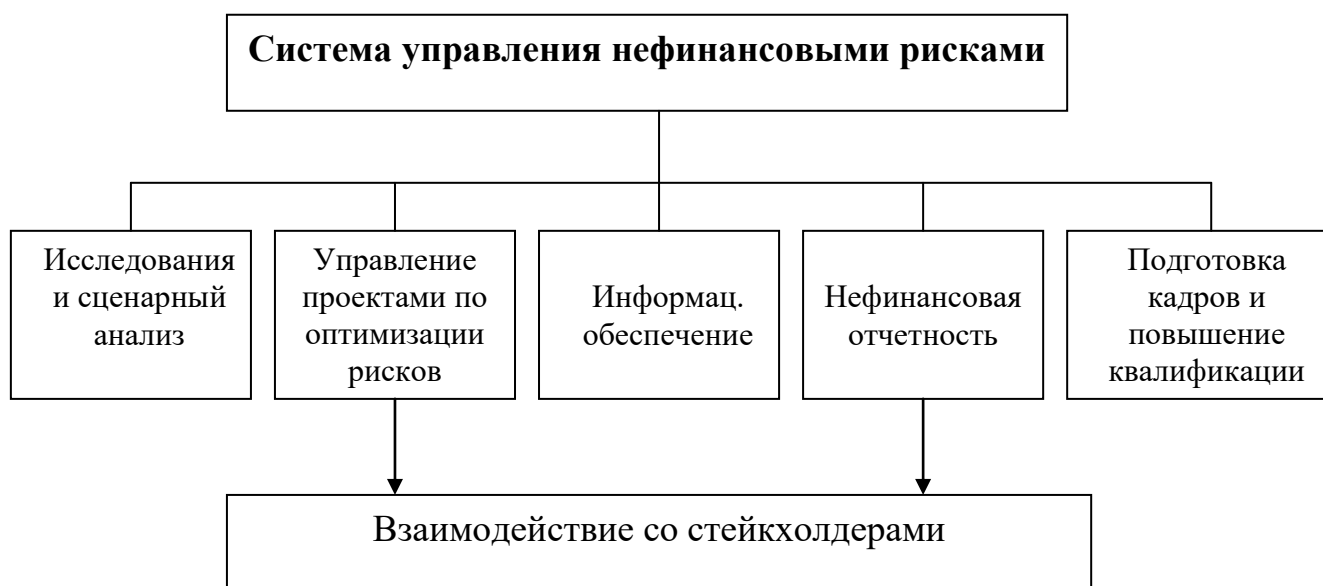 Система управления нефинансовыми рисками
Исследования
и сценарный
анализ
Управление
проектами по
оптимизации
рисков
Информац.
обеспечение
Нефинансовая
отчетность
Подготовка
кадров и
повышение
квалификации
Взаимодействие со стейкхолдерами